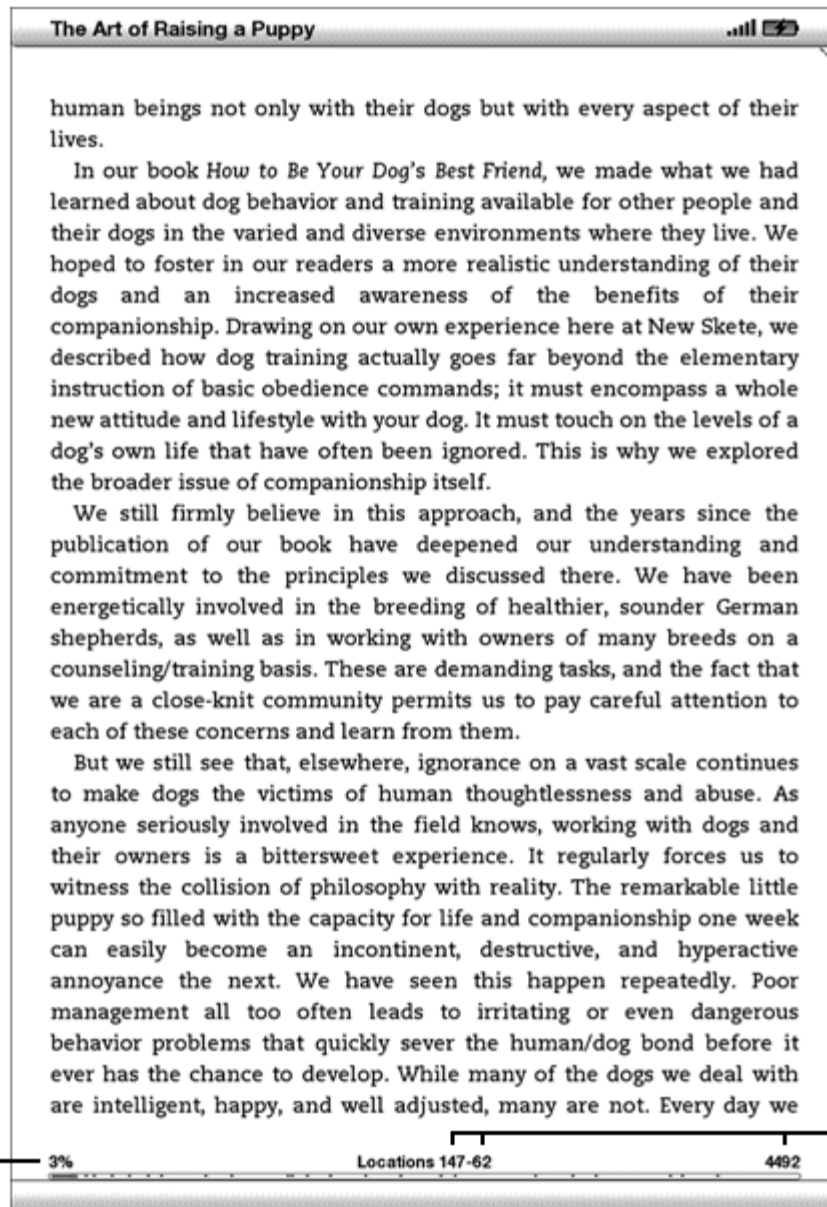 The Art of Raising a Puppy
human beings not only with their dogs but with every aspect of their
lives.
In our book How to Be Your Dog's Best Friend, we made what we had
learned about dog behavior and training available for other people and
their dogs in the varied and diverse environments where they live. We
hoped to foster in our readers a more realistic understanding of their
dogs and an increased awareness of the benefits of their
companionship. Drawing on our own experience here at New Skete, we
described how dog training actually goes far beyond the elementary
instruction of basic obedience commands; it must encompass a whole
new attitude and lifestyle with your dog. It must touch on the levels of a
dog's own life that have often been ignored. This is why we explored
the broader issue of companionship itself.
We still firmly believe in this approach, and the years since the
publication of our book have deepened our understanding and
commitment to the principles we discussed there. We have been
energetically involved in the breeding of healthier, sounder German
shepherds, as well as in working with owners of many breeds on a
counseling/training basis. These are demanding tasks, and the fact that
we are a close-knit community permits us to pay careful attention to
each of these concerns and learn from them.
But we still see that, elsewhere, ignorance on a vast scale continues
to make dogs the victims of human thoughtlessness and abuse. As
anyone seriously involved in the field knows, working with dogs and
their owners is a bittersweet experience. It regularly forces us to
witness the collision of philosophy with reality. The remarkable little
puppy so filled with the capacity for life and companionship one week
can easily become an incontinent, destructive, and hyperactive
annoyance the next. We have seen this happen repeatedly. Poor
management all too often leads to irritating or even dangerous
behavior problems that quickly sever the human/dog bond before it
ever has the chance to develop. While many of the dogs we deal with
are intelligent, happy, and well adjusted, many are not. Every day we
3% Locations 147-62 4492